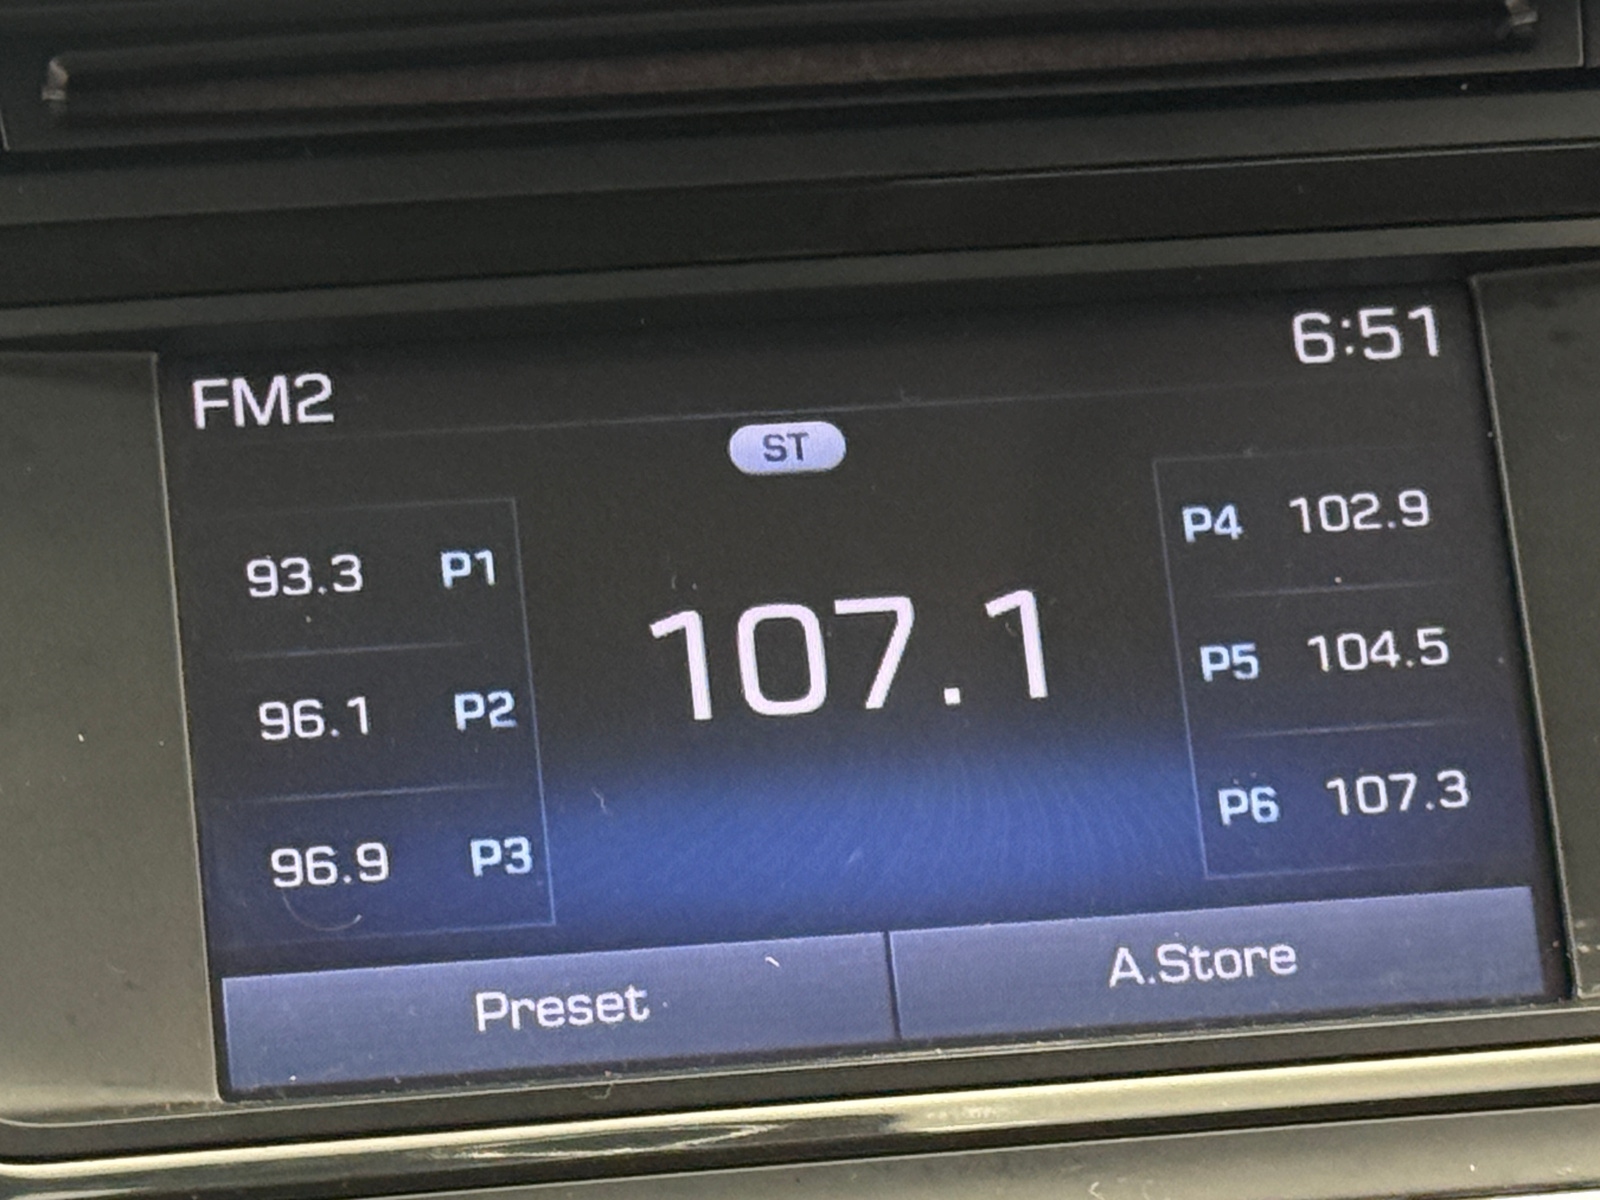 FM2
6:51
ST
93.3 P1
96.1 P2
96.9 P3
107.1
P4 102.9
P5 104.5
P6 107.3
Preset
A.Store